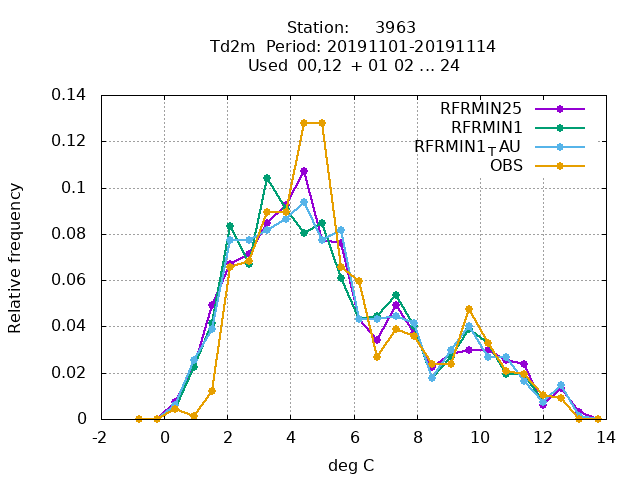 Station:     3963
Td2m  Period: 20191101-20191114
Used  00,12  + 01 02 ... 24
RFRMIN25
RFRMIN1
RFRMIN1TAU
OBS
0.14
0.12
0.1
0.08
0.06
0.04
0.02
0
-2 0 2 4 6 8 10 12 14
Relative frequency
deg C